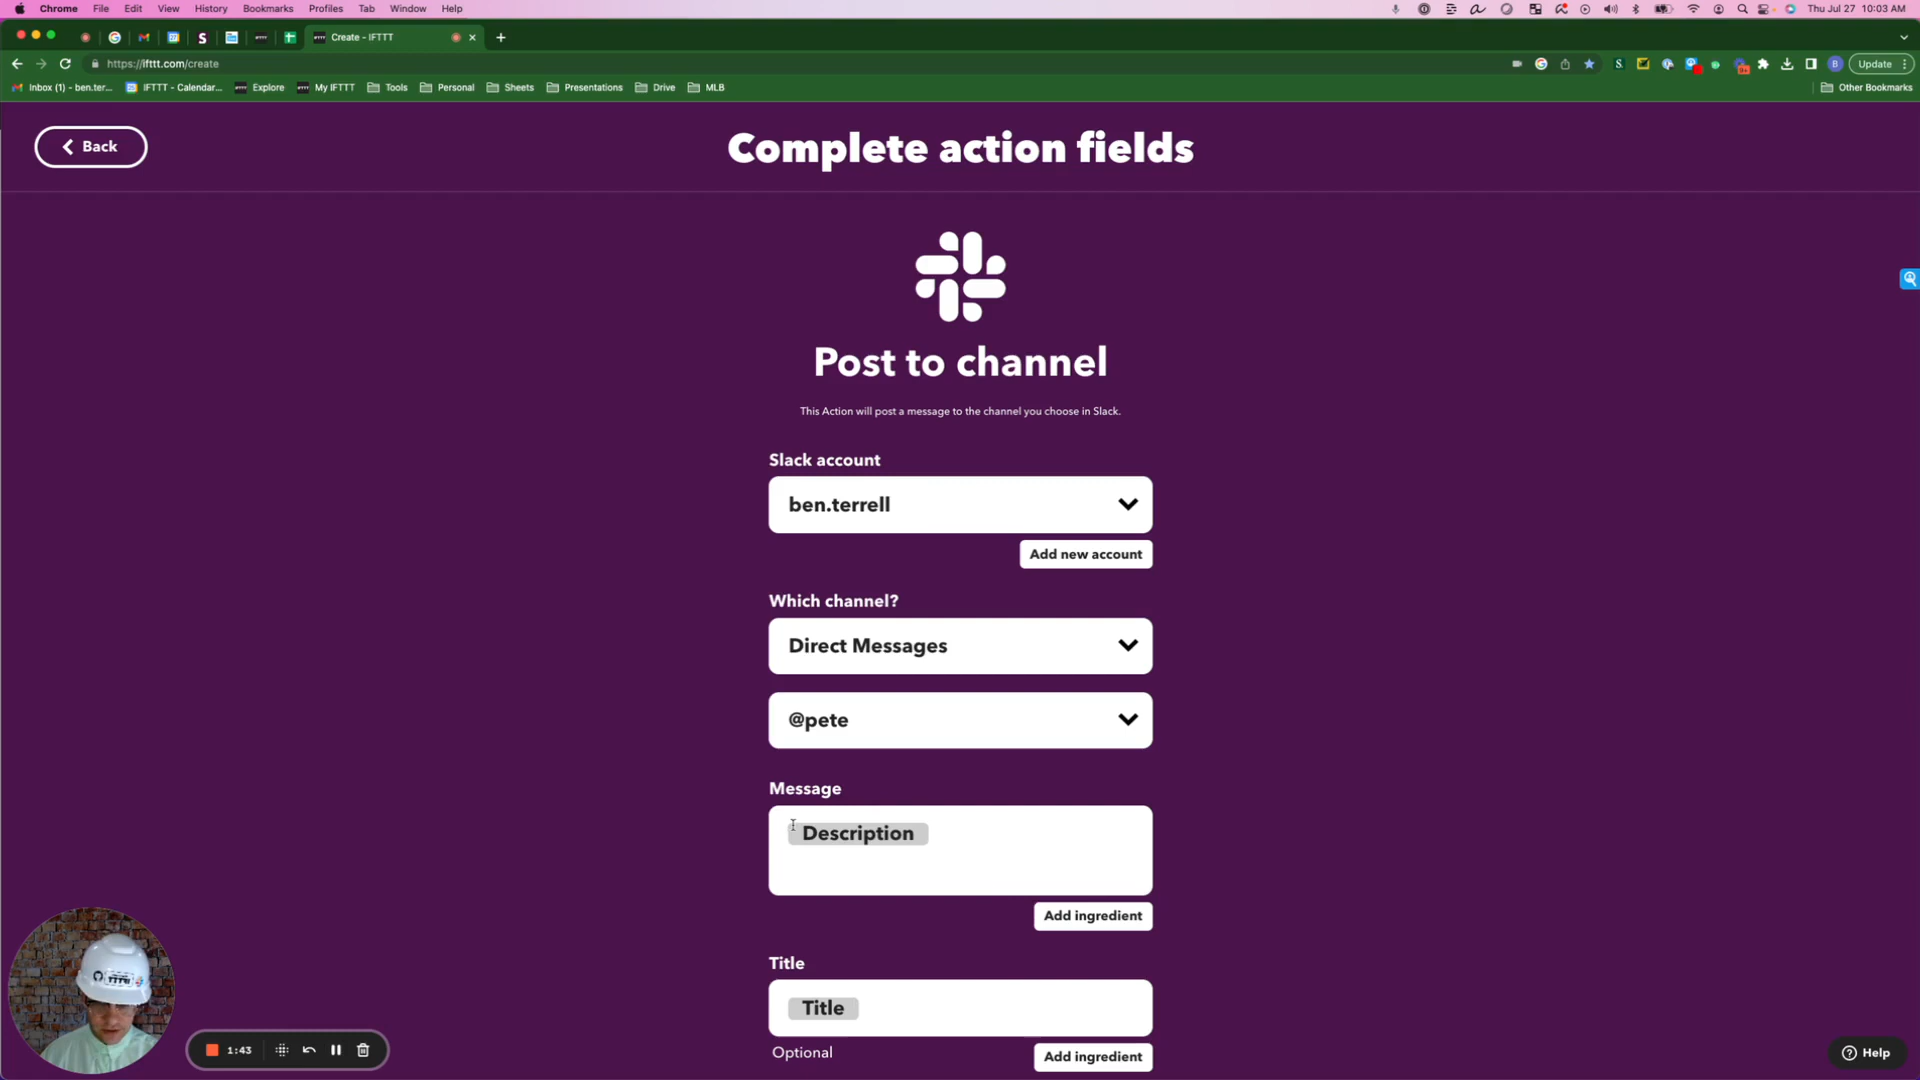 Chrome File Edit View History Bookmarks Profiles Tab Window Help
Thu Jul 27 10:03 AM
Create - IFTTT
https://ifttt.com/create
Update
Inbox (1) - ben.ter... IFTTT - Calendar... Explore My IFTTT Tools Personal Sheets Presentations Drive MLB Other Bookmarks
Back
Complete action fields
Post to channel
This Action will post a message to the channel you choose in Slack.
Slack account
ben.terrell
Add new account
Which channel?
Direct Messages
@pete
Message
Description
Add ingredient
Title
Title
Optional
Add ingredient
1:43
Help